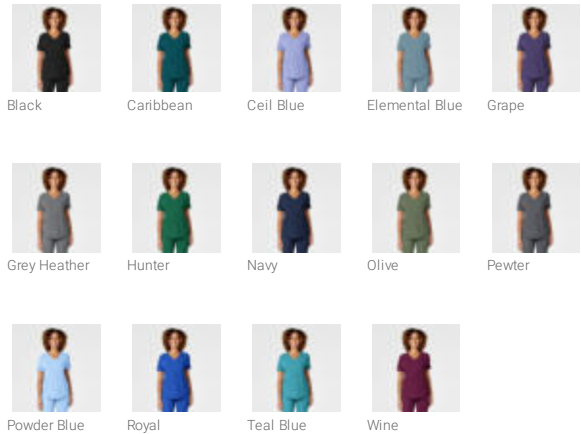 Black
Caribbean
Ceil Blue
Elemental Blue
Grape
Grey Heather
Hunter
Navy
Olive
Pewter
Powder Blue
Royal
Teal Blue
Wine